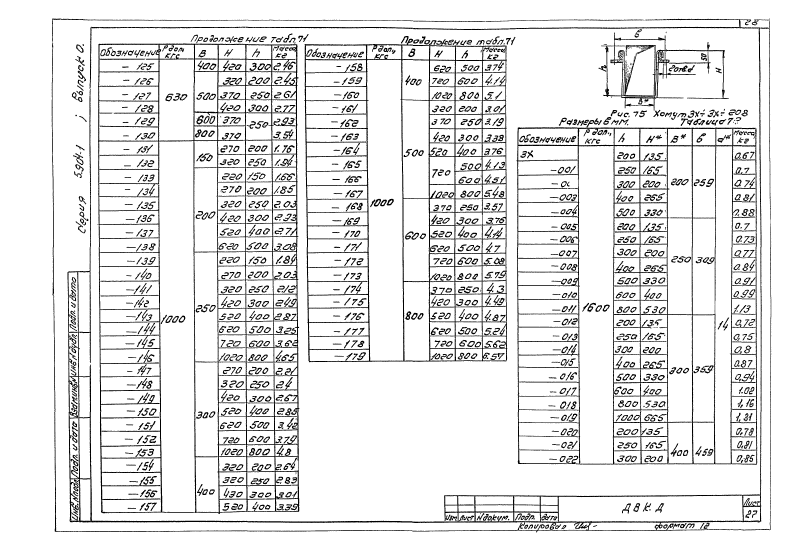 28
Серия 5.904-1 ; Выпуск 0.
Продолжение табл. 71
Обозначение Р доп, кгс В H h Масса кг
-125 630 400 420 300 2.46
-126 500 320 200 2.45
-127 370 250 2.61
-128 420 300 2.77
-129 600 370 250 2.93
-130 800 370 3.54
-131 1000 150 270 200 1.76
-132 320 250 1.94
-133 200 220 150 1.66
-134 270 200 1.85
-135 320 250 2.03
-136 420 300 2.33
-137 520 400 2.71
-138 620 500 3.08
-139 250 220 150 1.84
-140 270 200 2.03
-141 320 250 2.12
-142 420 300 2.49
-143 520 400 2.87
-144 620 500 3.25
-145 720 600 3.62
-146 1020 800 4.65
-147 300 270 200 2.21
-148 320 250 2.4
-149 420 300 2.67
-150 520 400 2.85
-151 620 500 3.42
-152 720 600 3.79
-153 1020 800 4.8
-154 400 320 200 2.64
-155 320 250 2.83
-156 430 300 3.01
-157 520 400 3.39
Продолжение табл. 71
Обозначение Р доп, кгс В H h Масса кг
-158 1000 400 620 500 3.74
-159 720 600 4.14
-160 1020 800 5.1
-161 500 320 200 3.01
-162 370 250 3.19
-163 420 300 3.38
-164 520 400 3.76
-165 720 500 4.13
-166 600 4.51
-167 1020 800 5.48
-168 600 370 250 3.57
-169 420 300 3.76
-170 520 400 4.14
-171 620 500 4.7
-172 720 600 5.08
-173 1020 800 5.79
-174 800 370 250 4.3
-175 420 300 4.49
-176 520 400 4.87
-177 620 500 5.24
-178 720 600 5.62
-179 1020 800 6.57
б
h
50
H
2 отв. d
В*
Рис. 75 Хомут 3х÷3х÷208
Размеры в мм. Таблица 7
Обозначение Р доп, кгс h H* B* б d* Масса кг
3Х 1600 200 135 200 259 14 0.67
-001 250 165 0.7
300 200 0.74
-003 400 265 0.81
-004 500 330 0.88
-005 200 135 250 309 0.7
-006 250 165 0.73
-007 300 200 0.77
-008 400 265 0.84
-009 500 330 0.91
-010 600 400 0.99
-011 800 530 1.13
-012 200 135 300 359 0.72
-013 250 165 0.75
-014 300 200 0.8
-015 400 265 0.87
-016 500 330 0.94
-017 600 400 1.02
-018 800 530 1,16
-019 1000 665 1,31
-020 200 135 400 459 0.78
-021 250 165 0.81
-022 300 200 0,85
Инв.№подл. Подп. и дата Взам.инв.№ Инв.№дубл. Подп. и дата
Изм Лист № докум. Подп. Дата
ДВКД
Лист
27
Копировал
формат 12